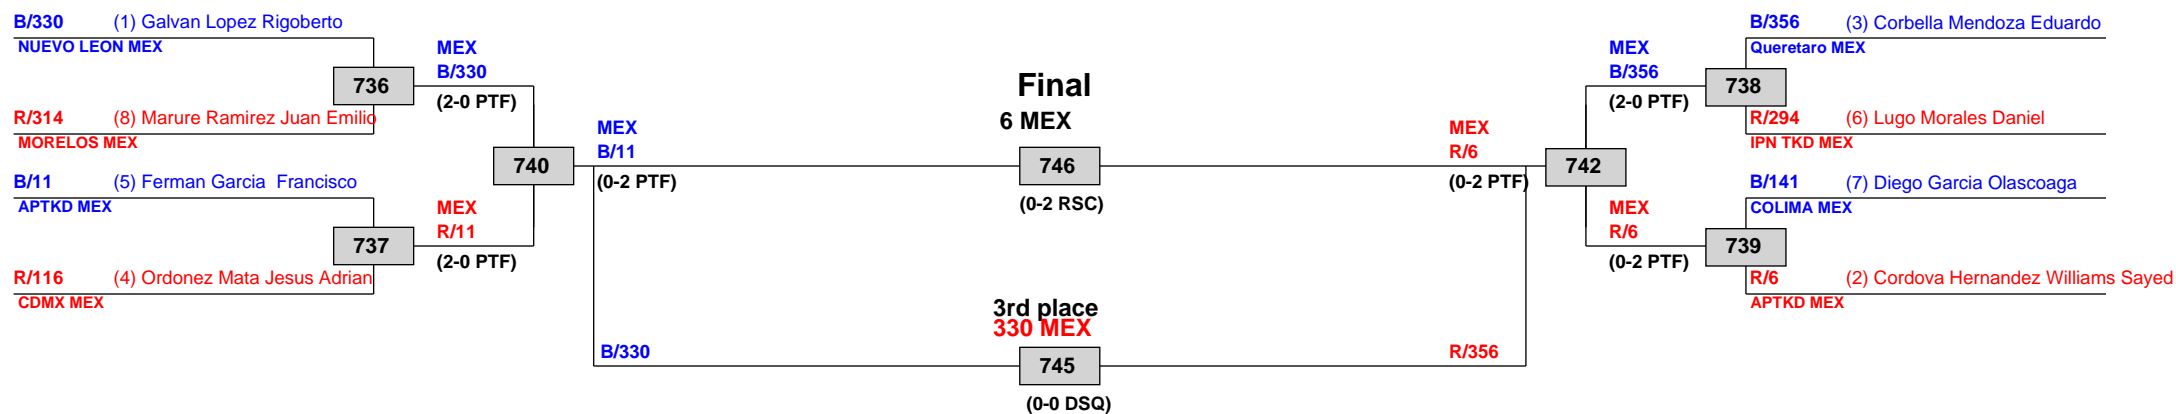 B/330 (1) Galvan Lopez Rigoberto
NUEVO LEON MEX
736
R/314 (8) Marure Ramirez Juan Emilio
MORELOS MEX
B/11 (5) Ferman Garcia  Francisco
APTKD MEX
737
R/116 (4) Ordonez Mata Jesus Adrian
CDMX MEX
MEX
B/330
(2-0 PTF)
740
MEX
R/11
(2-0 PTF)
MEX
B/11
(0-2 PTF)
Final
6 MEX
746
(0-2 RSC)
3rd place
330 MEX
B/330
745
R/356
(0-0 DSQ)
MEX
R/6
(0-2 PTF)
742
MEX
B/356
(2-0 PTF)
MEX
R/6
(0-2 PTF)
B/356 (3) Corbella Mendoza Eduardo
Queretaro MEX
738
R/294 (6) Lugo Morales Daniel
IPN TKD MEX
B/141 (7) Diego Garcia Olascoaga
COLIMA MEX
739
R/6 (2) Cordova Hernandez Williams Sayed
APTKD MEX